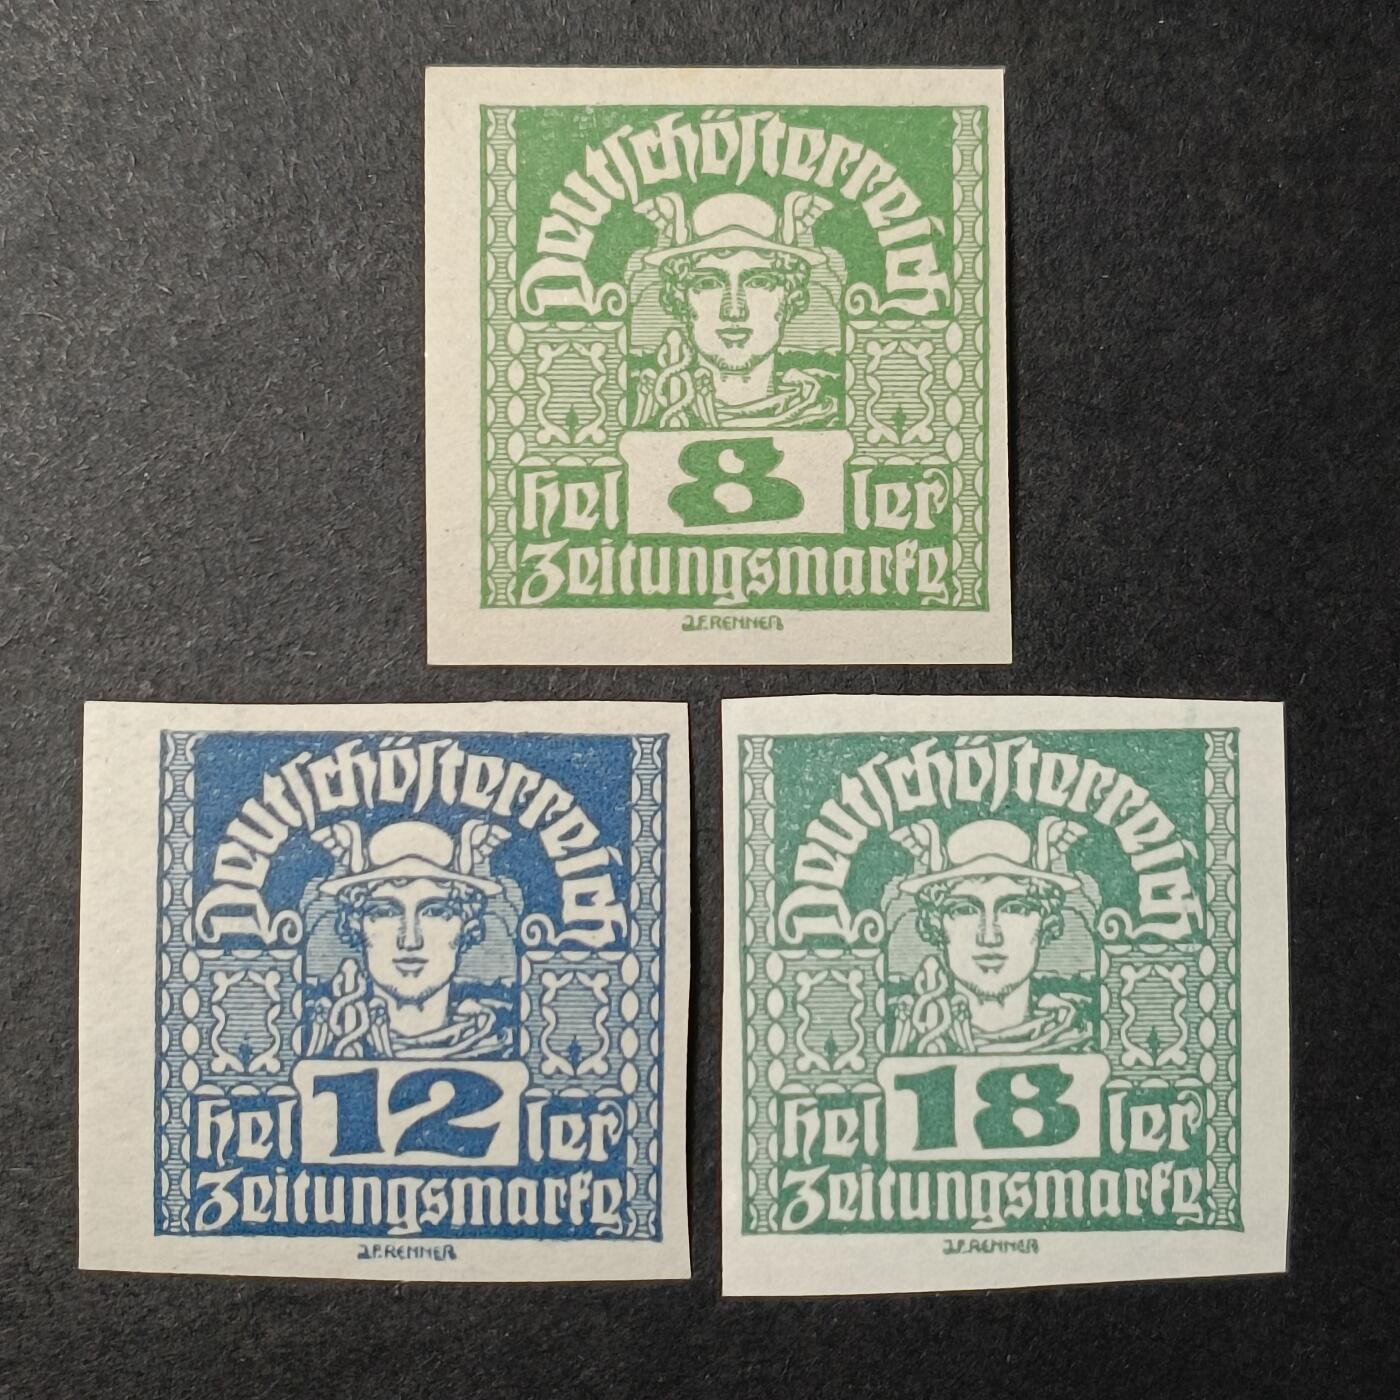 Deutschösterreich
8
hel ler
Zeitungsmarke
J.F.RENNER
Deutschösterreich
12
hel ler
Zeitungsmarke
J.F.RENNER
Deutschösterreich
18
hel ler
Zeitungsmarke
J.F.RENNER